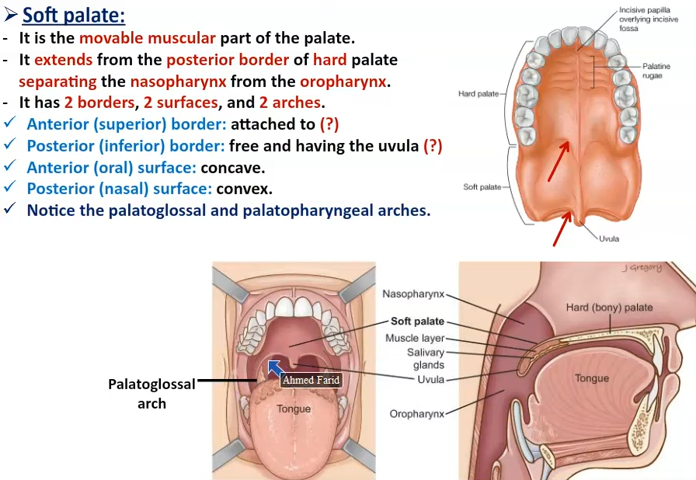 ➢ Soft palate:
- It is the movable muscular part of the palate.
- It extends from the posterior border of hard palate
separating the nasopharynx from the oropharynx.
- It has 2 borders, 2 surfaces, and 2 arches.
✓ Anterior (superior) border: attached to (?)
✓ Posterior (inferior) border: free and having the uvula (?)
✓ Anterior (oral) surface: concave.
✓ Posterior (nasal) surface: convex.
✓ Notice the palatoglossal and palatopharyngeal arches.
Incisive papilla
overlying incisive
fossa
Palatine
rugae
Hard palate
Soft palate
Uvula
Palatoglossal
arch
Ahmed Farid
Tongue
Nasopharynx
Soft palate
Muscle layer
Salivary
glands
Uvula
Oropharynx
J Gregory
Hard (bony) palate
Tongue